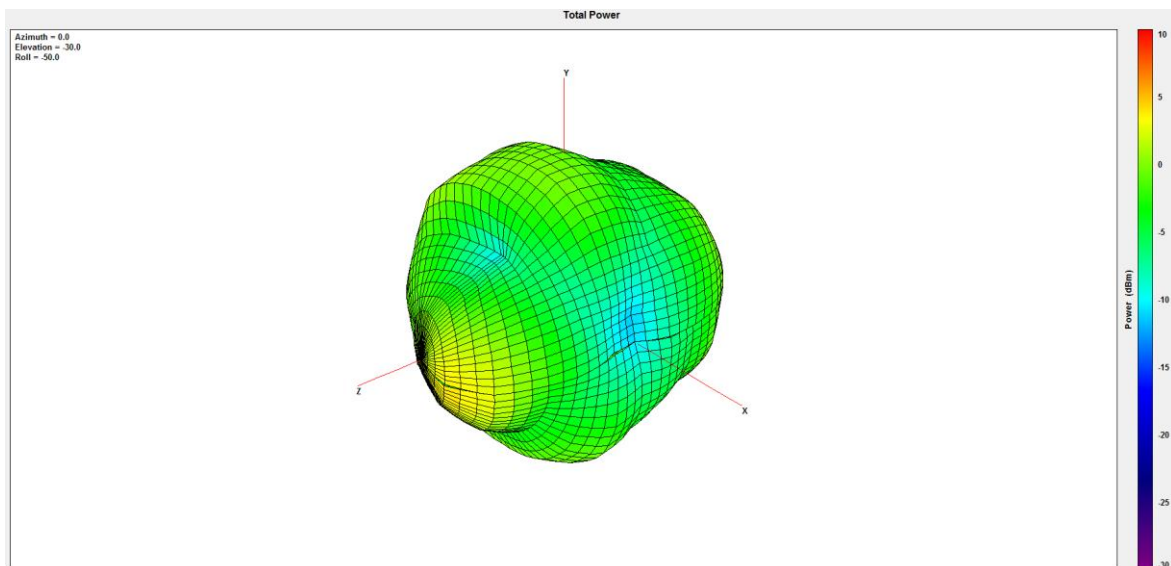 Total Power
Azimuth = 0.0
Elevation = -30.0
Roll = -50.0
Y
Z
X
10
5
0
-5
-10
-15
-20
-25
-30
Power (dBm)